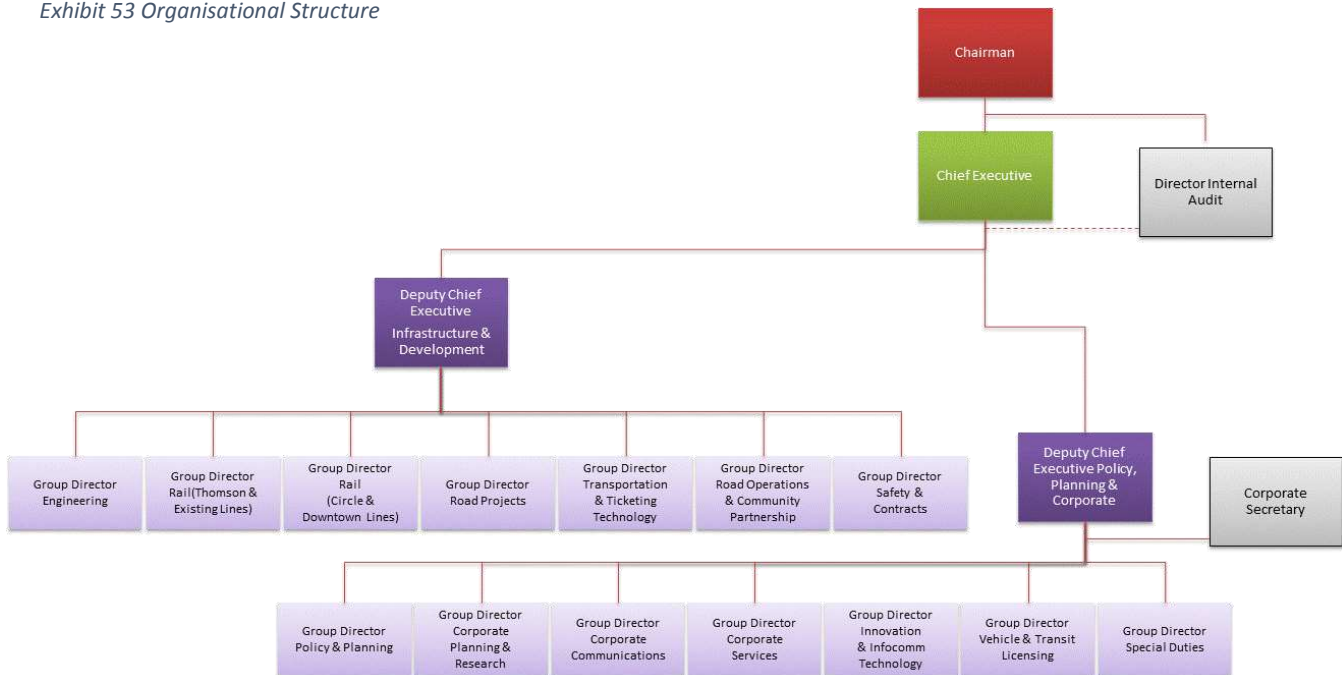 Exhibit 53 Organisational Structure
Chairman
Chief Executive
Director Internal
Audit
Deputy Chief
Executive
Infrastructure &
Development
Group Director
Engineering
Group Director
Rail(Thomson &
Existing Lines)
Group Director
Rail
(Circle &
Downtown Lines)
Group Director
Road Projects
Group Director
Transportation
& Ticketing
Technology
Group Director
Road Operations
& Community
Partnership
Group Director
Safety &
Contracts
Deputy Chief
Executive Policy,
Planning &
Corporate
Corporate
Secretary
Group Director
Policy & Planning
Group Director
Corporate
Planning &
Research
Group Director
Corporate
Communications
Group Director
Corporate
Services
Group Director
Innovation
& Infocomm
Technology
Group Director
Vehicle & Transit
Licensing
Group Director
Special Duties